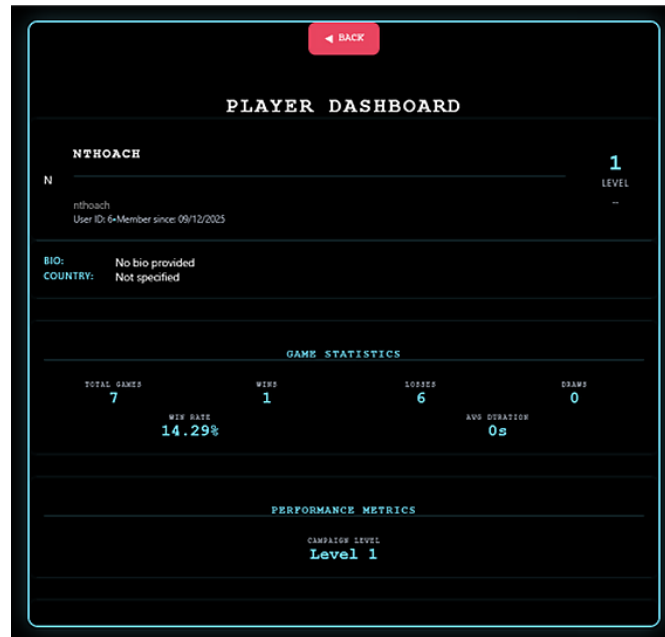 ◀ BACK
PLAYER DASHBOARD
NTHOACH
N
1
LEVEL
--
nthoach
User ID: 6•Member since: 09/12/2025
BIO: No bio provided
COUNTRY: Not specified
GAME STATISTICS
TOTAL GAMES WINS LOSSES DRAWS
7 1 6 0
WIN RATE AVG DURATION
14.29% 0s
PERFORMANCE METRICS
CAMPAIGN LEVEL
Level 1